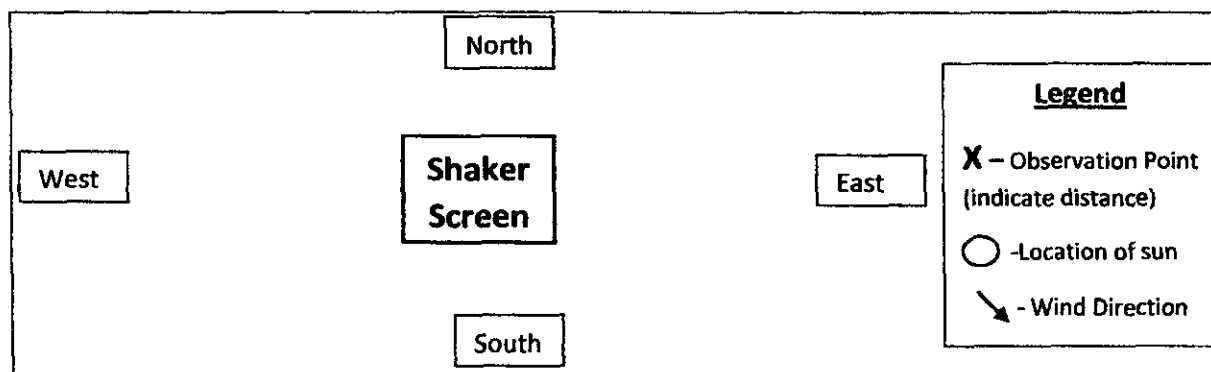 North
West
Shaker
Screen
East
South
Legend
X – Observation Point
(indicate distance)
-Location of sun
- Wind Direction